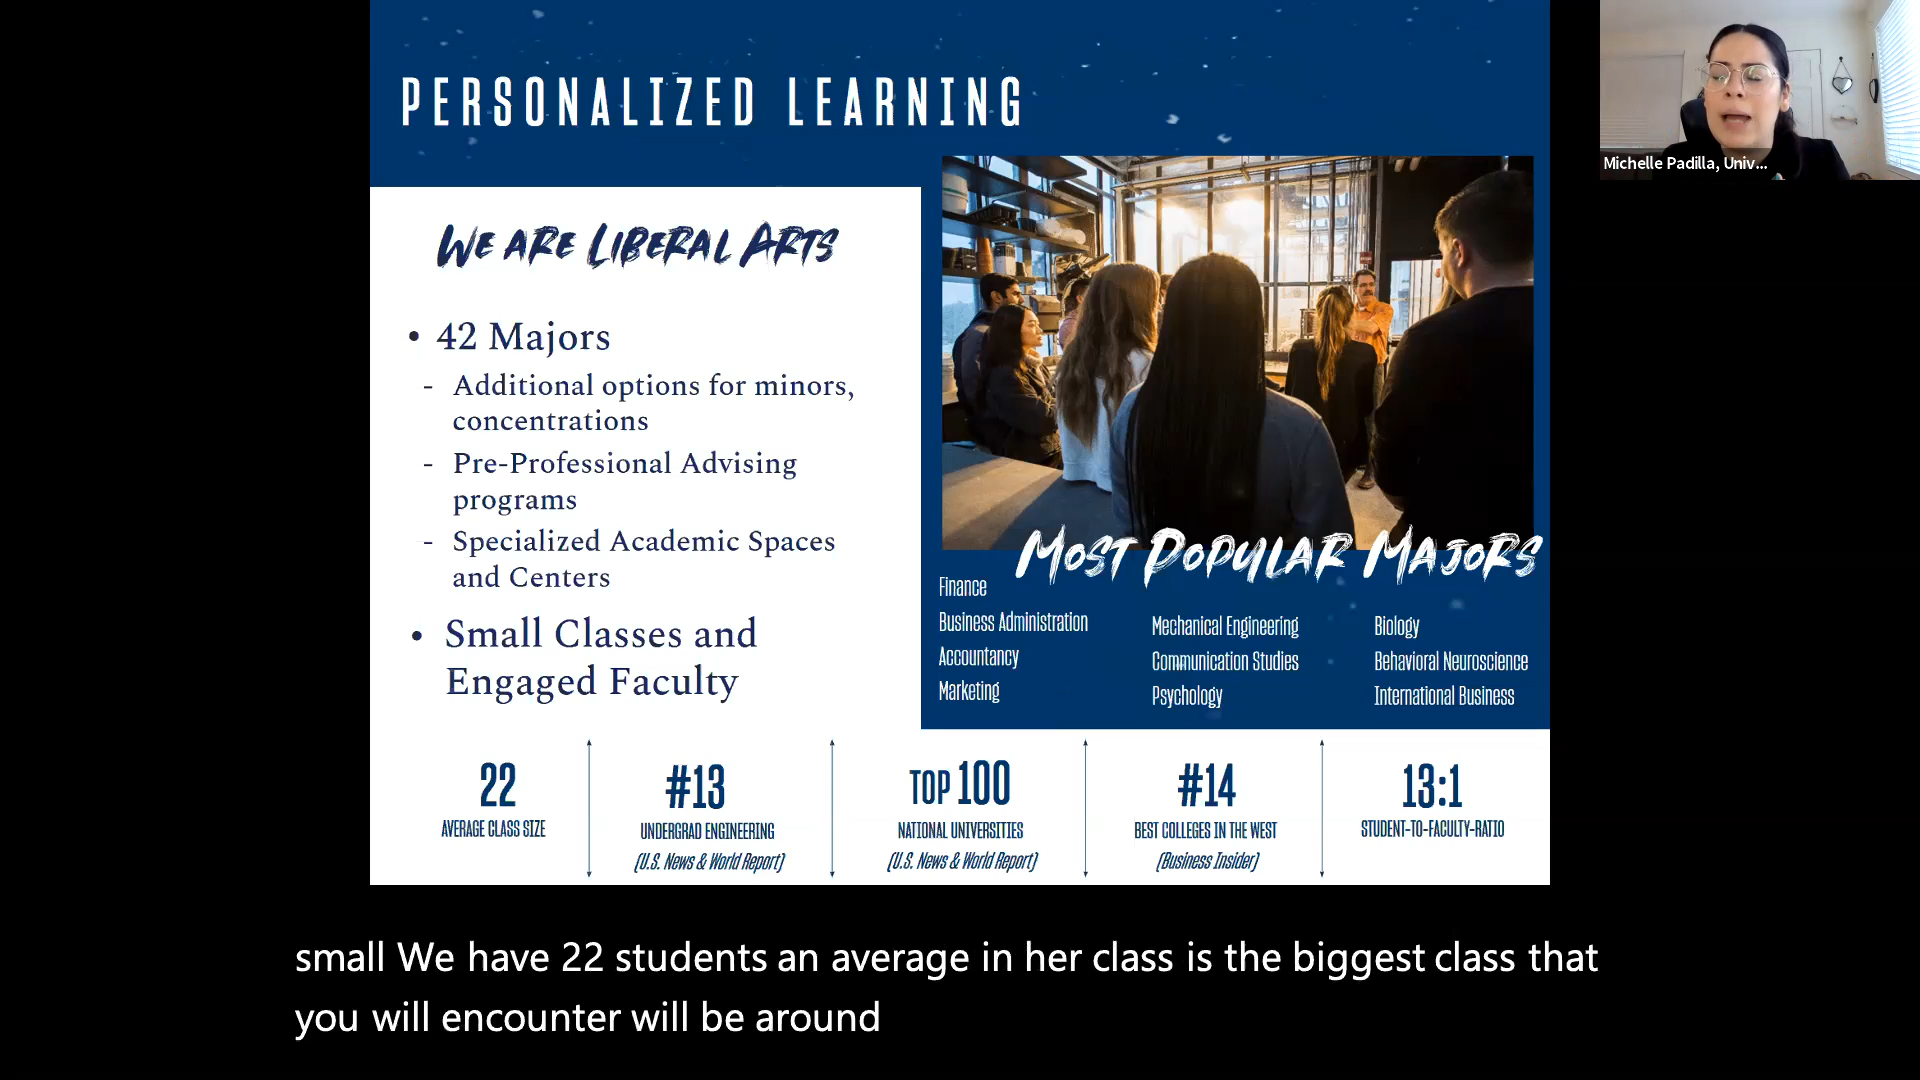 PERSONALIZED LEARNING
Michelle Padilla, Univ...
WE ARE LIBERAL ARTS
• 42 Majors
- Additional options for minors,
concentrations
- Pre-Professional Advising
programs
- Specialized Academic Spaces
and Centers
• Small Classes and
Engaged Faculty
MOST POPULAR MAJORS
Finance
Business Administration
Accountancy
Marketing
Mechanical Engineering
Communication Studies
Psychology
Biology
Behavioral Neuroscience
International Business
22
AVERAGE CLASS SIZE
#13
UNDERGRAD ENGINEERING
(U.S. News & World Report)
TOP 100
NATIONAL UNIVERSITIES
(U.S. News & World Report)
#14
BEST COLLEGES IN THE WEST
(Business Insider)
13:1
STUDENT-TO-FACULTY-RATIO
small We have 22 students an average in her class is the biggest class that
you will encounter will be around